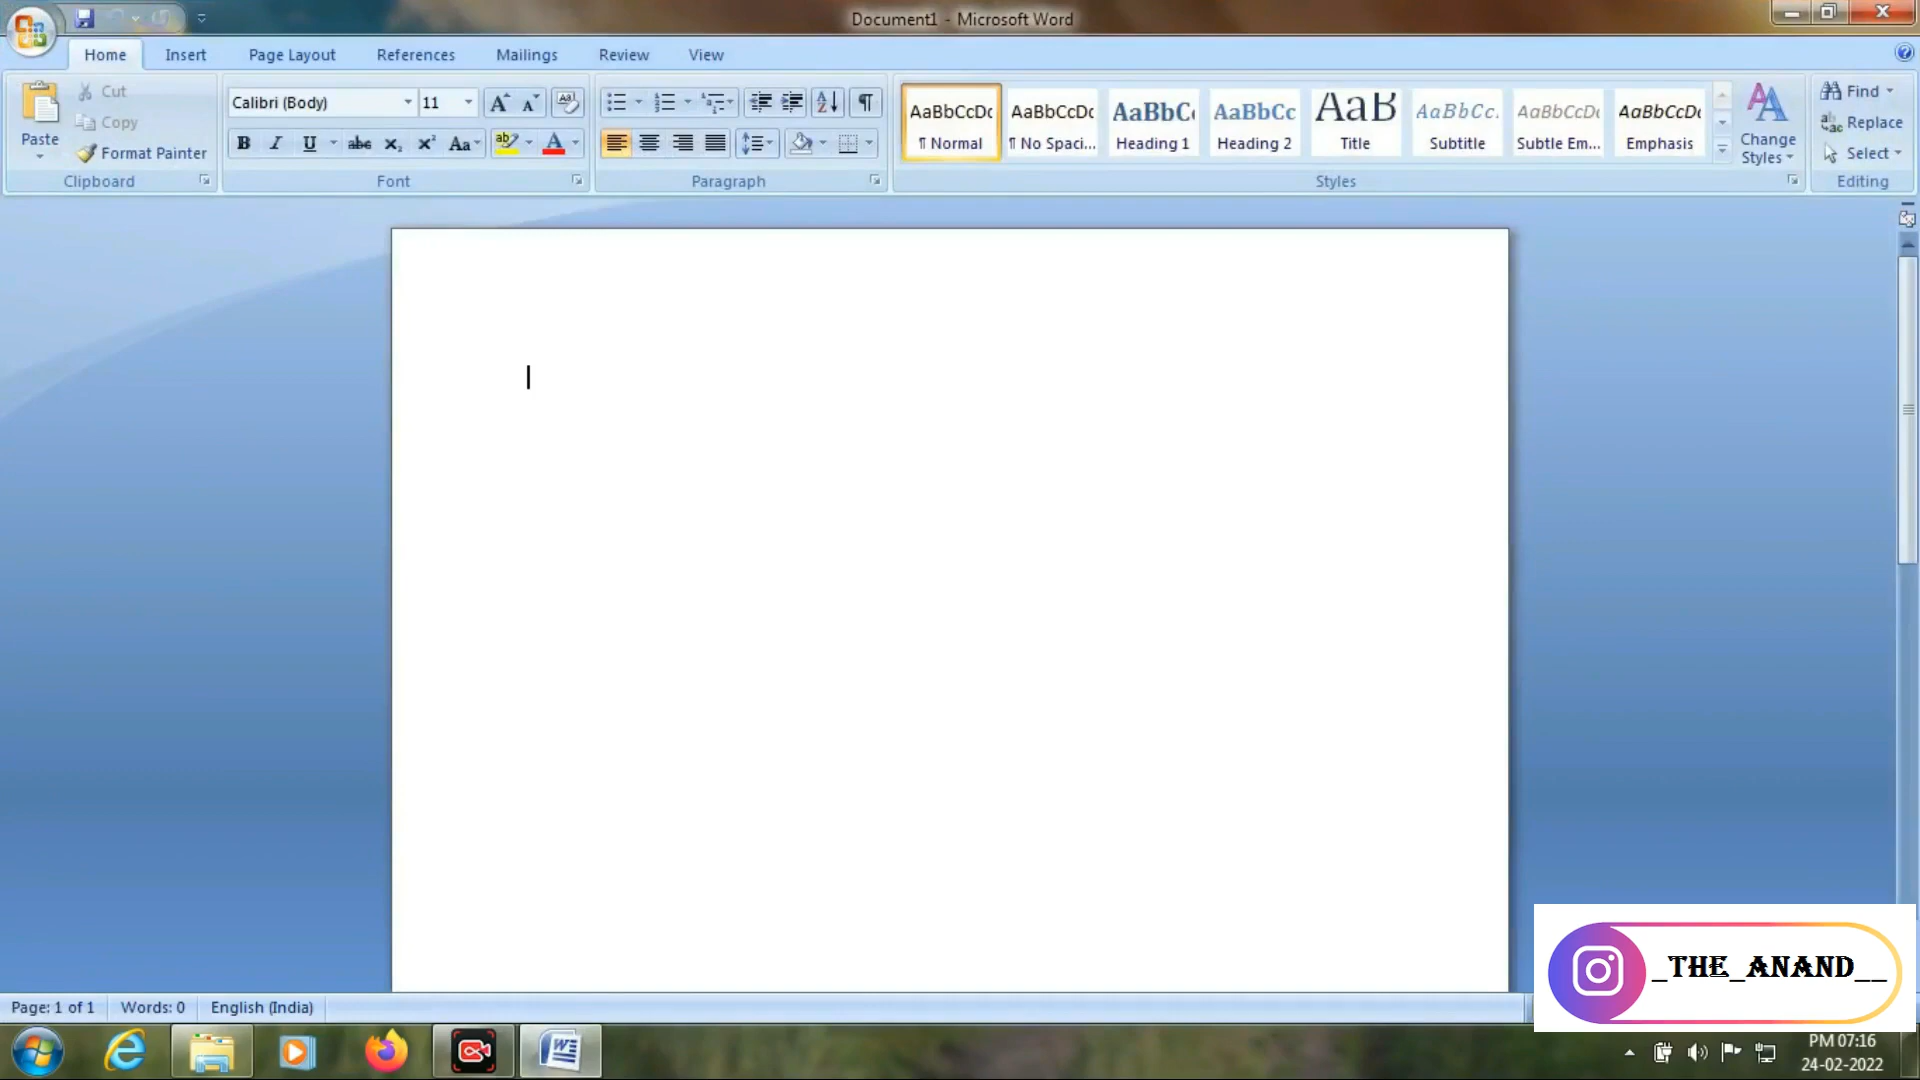 Document1 - Microsoft Word
Home Insert Page Layout References Mailings Review View
Paste
Cut
Copy
Format Painter
Clipboard
Calibri (Body) 11
Font
Paragraph
AaBbCcDc AaBbCcDc AaBbC AaBbCc AaB AaBbCc. AaBbCcDc AaBbCcDc
¶ Normal ¶ No Spaci... Heading 1 Heading 2 Title Subtitle Subtle Em... Emphasis
Change Styles
Styles
Find
Replace
Select
Editing
_THE_ANAND__
Page: 1 of 1 Words: 0 English (India)
PM 07:16
24-02-2022